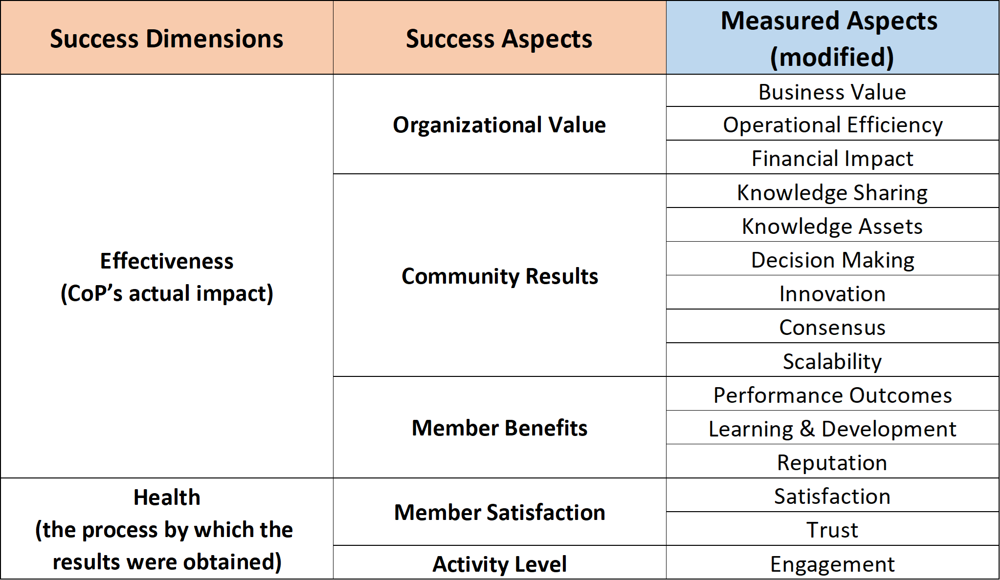 Success Dimensions
Success Aspects
Measured Aspects
(modified)
Effectiveness
(CoP’s actual impact)
Organizational Value
Business Value
Operational Efficiency
Financial Impact
Community Results
Knowledge Sharing
Knowledge Assets
Decision Making
Innovation
Consensus
Scalability
Member Benefits
Performance Outcomes
Learning & Development
Reputation
Health
(the process by which the
results were obtained)
Member Satisfaction
Satisfaction
Trust
Activity Level
Engagement